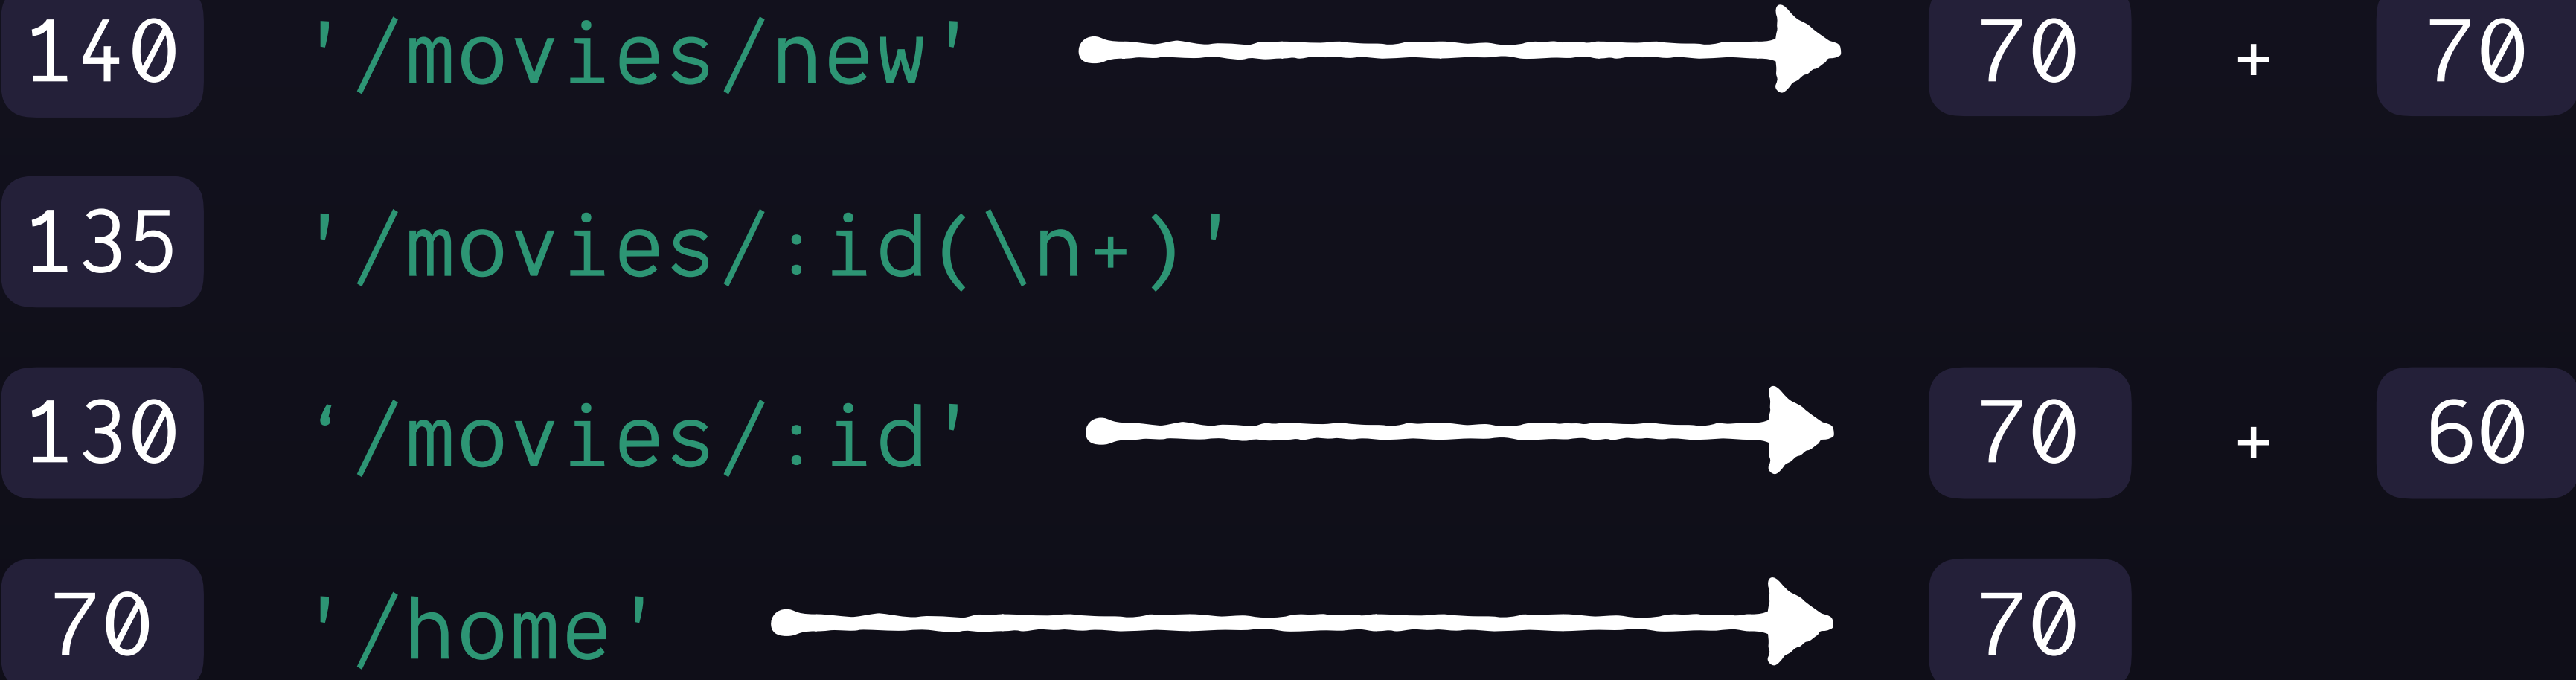 140 '/movies/new' 70 + 70
135 '/movies/:id(\n+)'
130 ‘/movies/:id' 70 + 60
70 '/home' 70